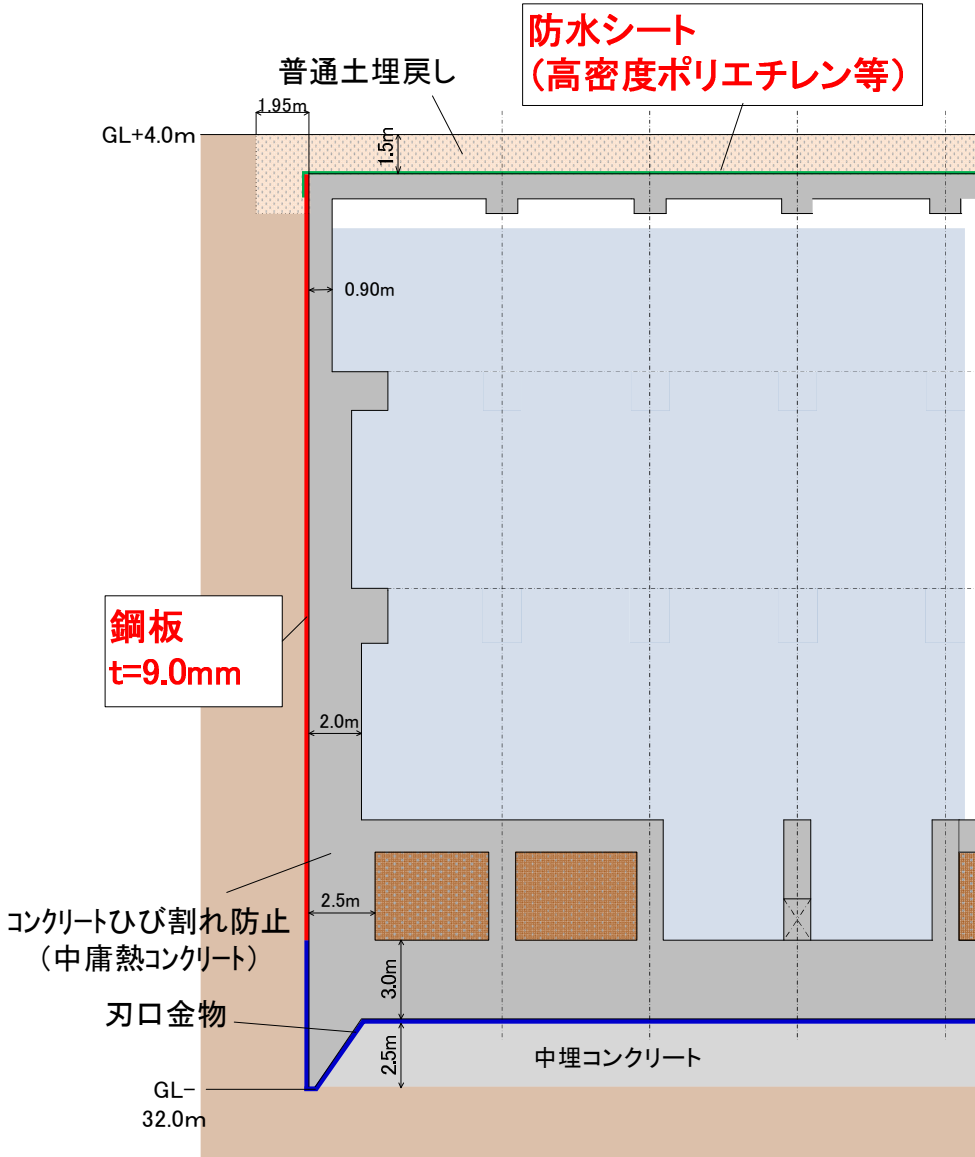 防水シート
（高密度ポリエチレン等）
普通土埋戻し
1.95m
GL+4.0m
1.5m
0.90m
鋼板
t=9.0mm
2.0m
2.5m
コンクリートひび割れ防止
（中庸熱コンクリート）
3.0m
刃口金物
2.5m
中埋コンクリート
GL-
32.0m